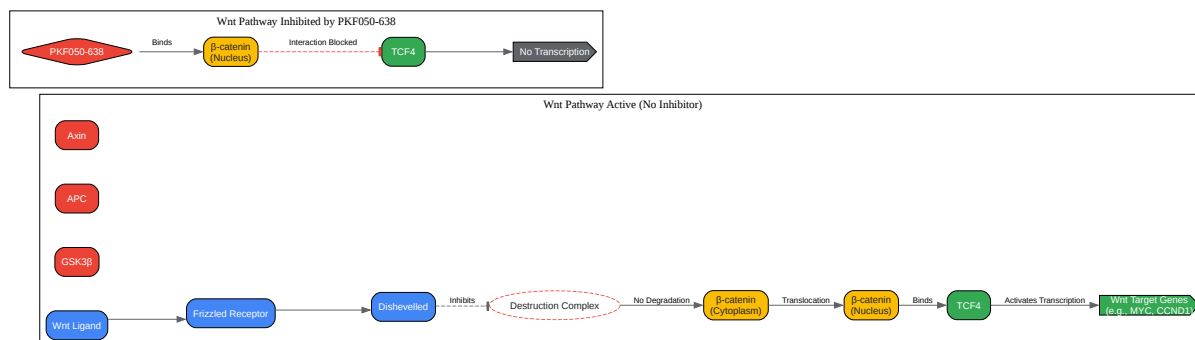 Wnt Pathway Inhibited by PKF050-638
PKF050-638
Binds
β-catenin
(Nucleus)
Interaction Blocked
TCF4
No Transcription
Wnt Pathway Active (No Inhibitor)
Axin
APC
GSK3β
Wnt Ligand
Frizzled Receptor
Dishevelled
Inhibits
Destruction Complex
No Degradation
β-catenin
(Cytoplasm)
Translocation
β-catenin
(Nucleus)
Binds
TCF4
Activates Transcription
Wnt Target Genes
(e.g., MYC, CCND1)